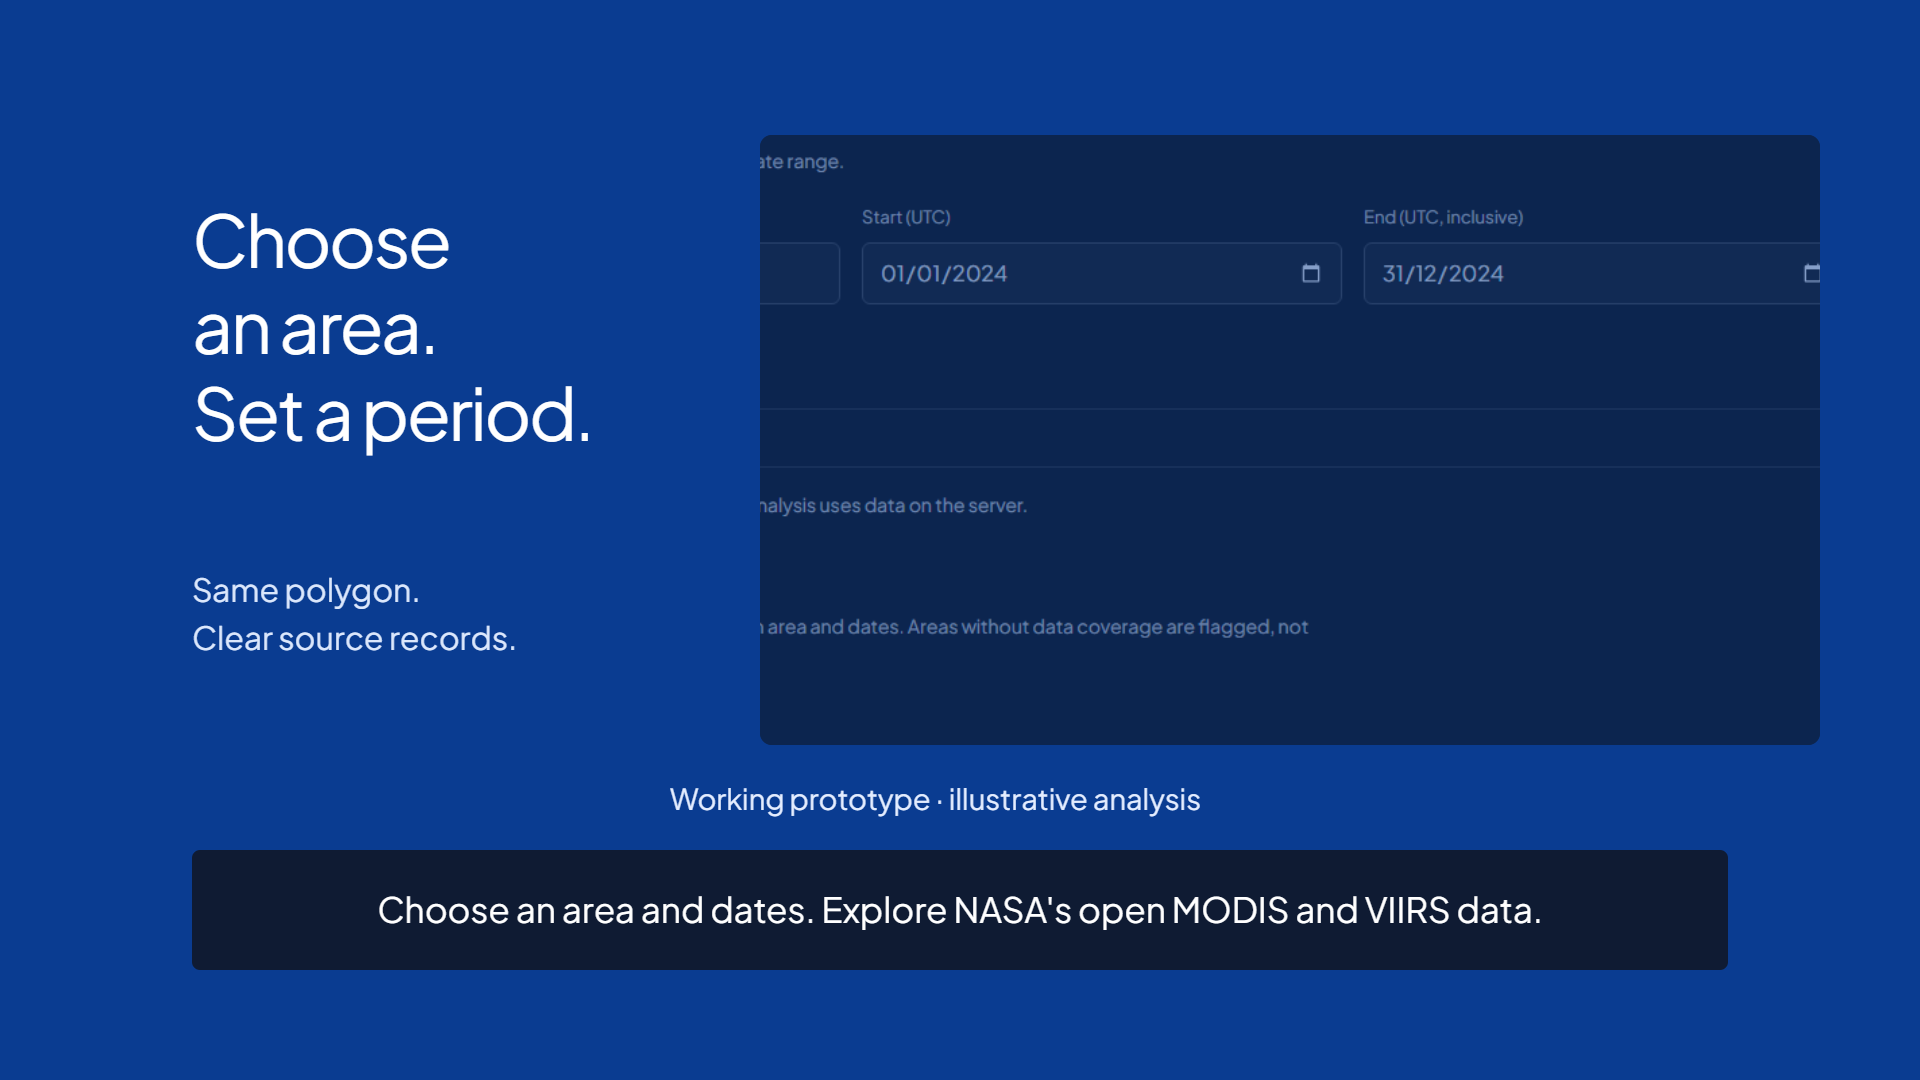 Choose
an area.
Set a period.
Same polygon.
Clear source records.
ate range.
Start (UTC)
End (UTC, inclusive)
01/01/2024
31/12/2024
nalysis uses data on the server.
area and dates. Areas without data coverage are flagged, not
Working prototype · illustrative analysis
Choose an area and dates. Explore NASA's open MODIS and VIIRS data.